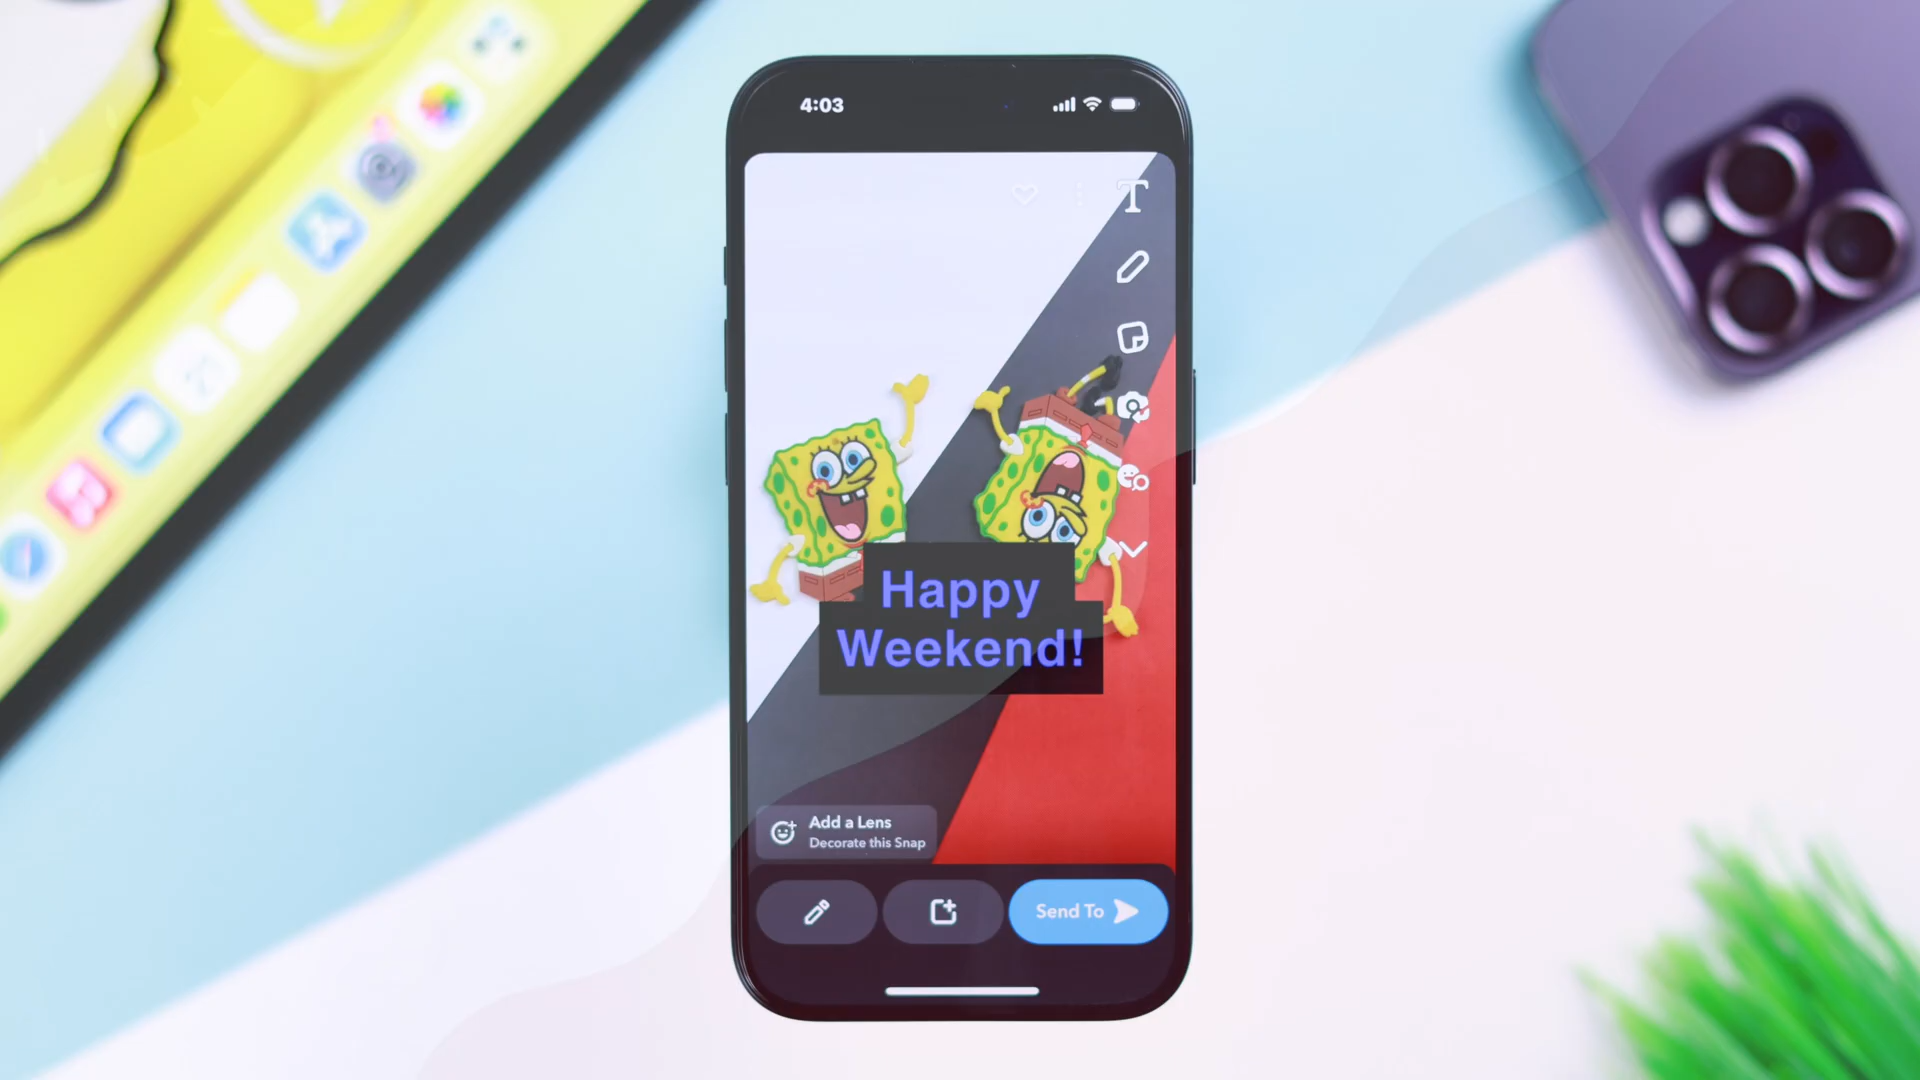 4:03
T
Happy
Weekend!
Add a Lens
Decorate this Snap
Send To